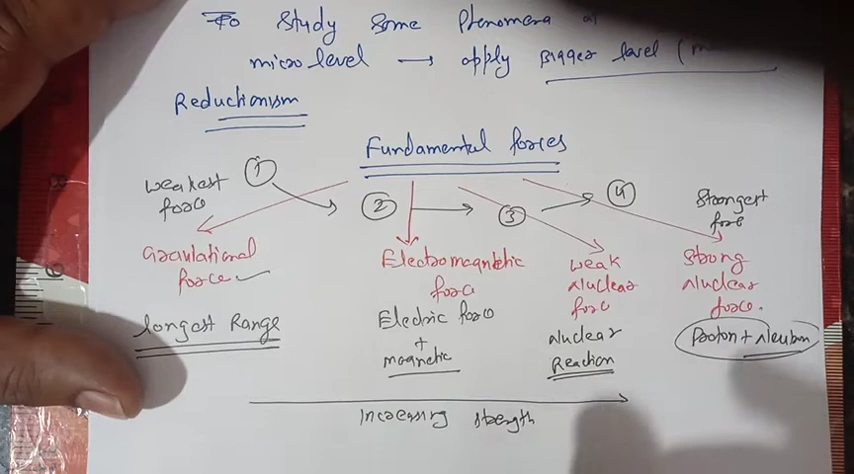 To Study Some Phenomena
micro level → apply Bigger level (
Reductionism
Fundamental forces
weakest force
1
2
3
4
Strongest force
Gravitational force
Electromagnetic force
weak Nuclear force
Strong Nuclear force.
longest Range
Electric force + magnetic
Nuclear Reaction
Proton + Neutron
Increasing strength